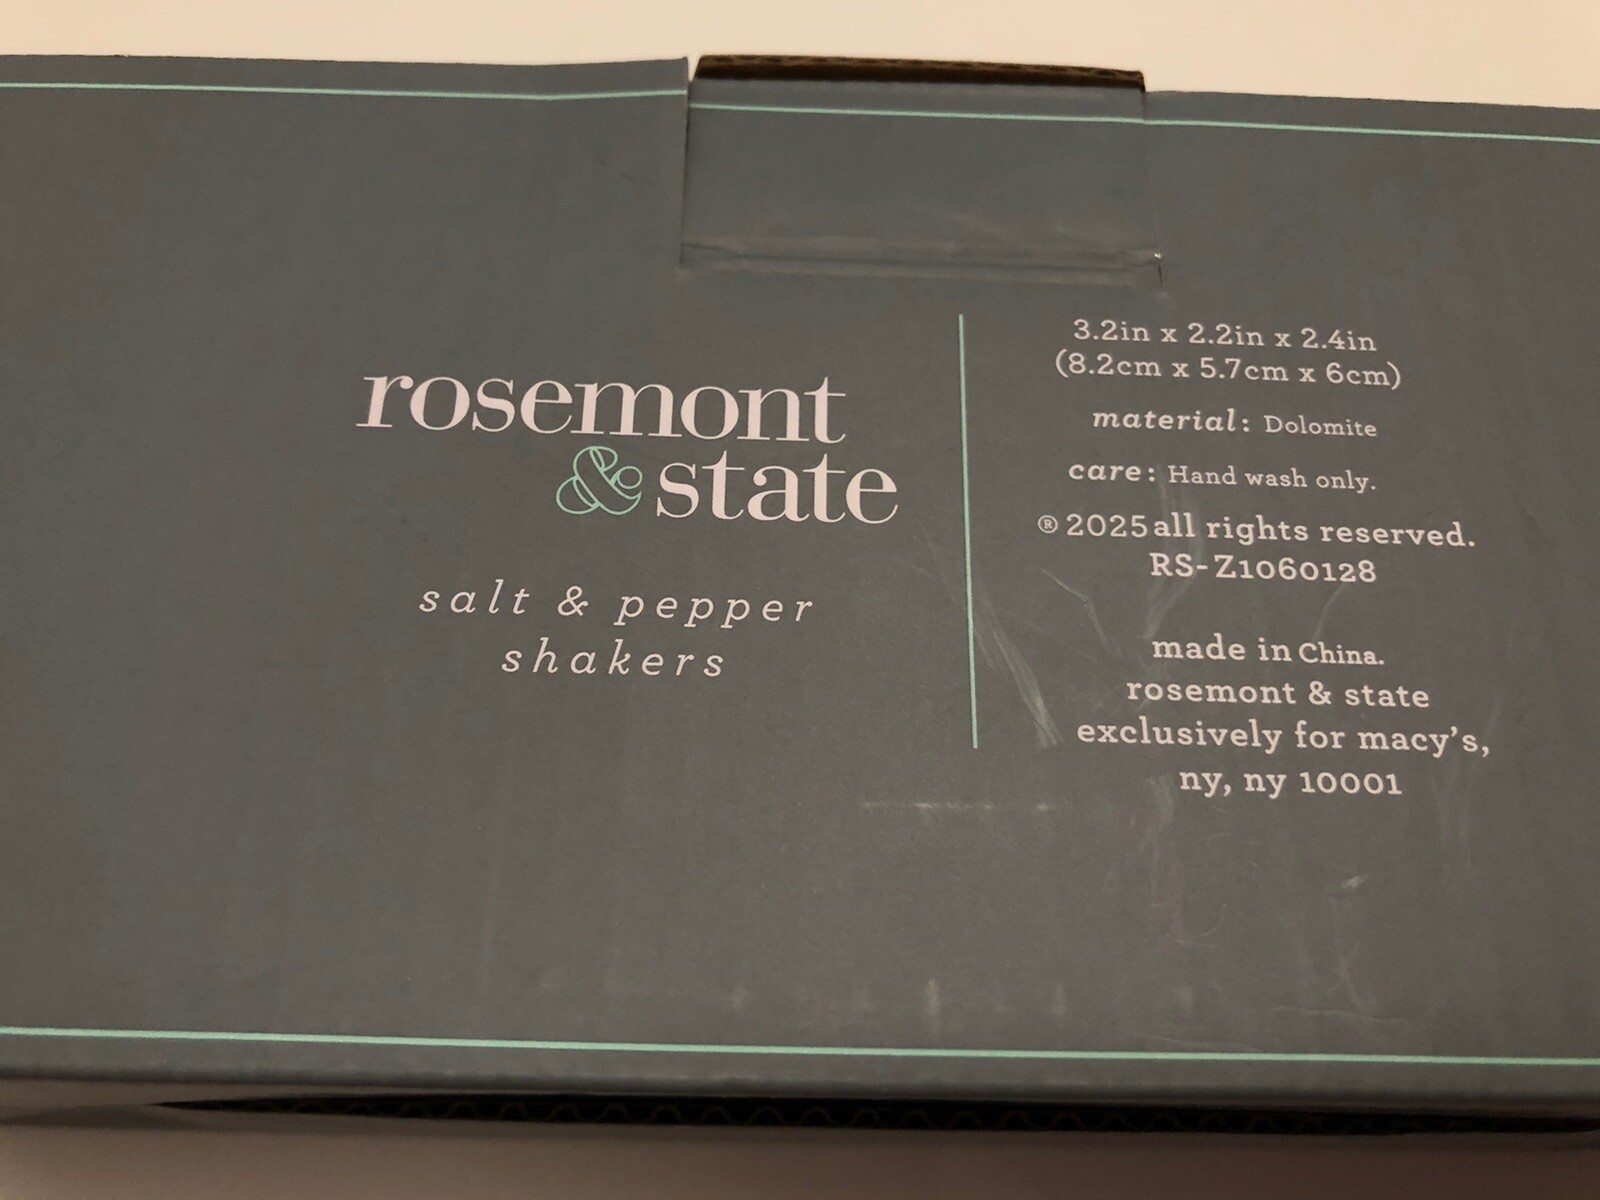 rosemont
& state
salt & pepper
shakers
3.2in x 2.2in x 2.4in
(8.2cm x 5.7cm x 6cm)
material: Dolomite
care: Hand wash only.
® 2025 all rights reserved.
RS-Z1060128
made in China.
rosemont & state
exclusively for macy's,
ny, ny 10001